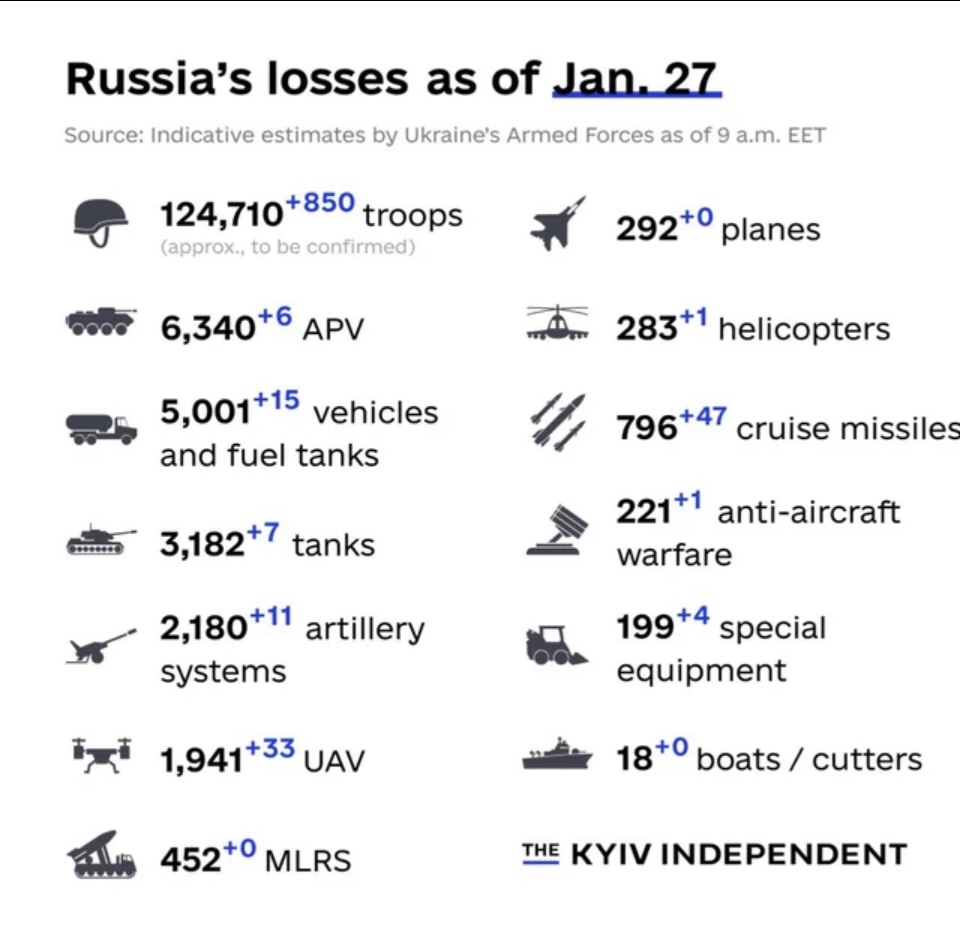 Russia's losses as of Jan. 27
Source: Indicative estimates by Ukraine's Armed Forces as of 9 a.m. EET
124,710+850 troops
(approx., to be confirmed)
6,340+6 APV
5,001+15 vehicles
and fuel tanks
3,182+7 tanks
2,180+11 artillery
systems
1,941+33 UAV
452+0 MLRS
292+0 planes
283+1 helicopters
796+47 cruise missiles
221+1 anti-aircraft
warfare
199+4 special
equipment
18+0 boats / cutters
THE KYIV INDEPENDENT